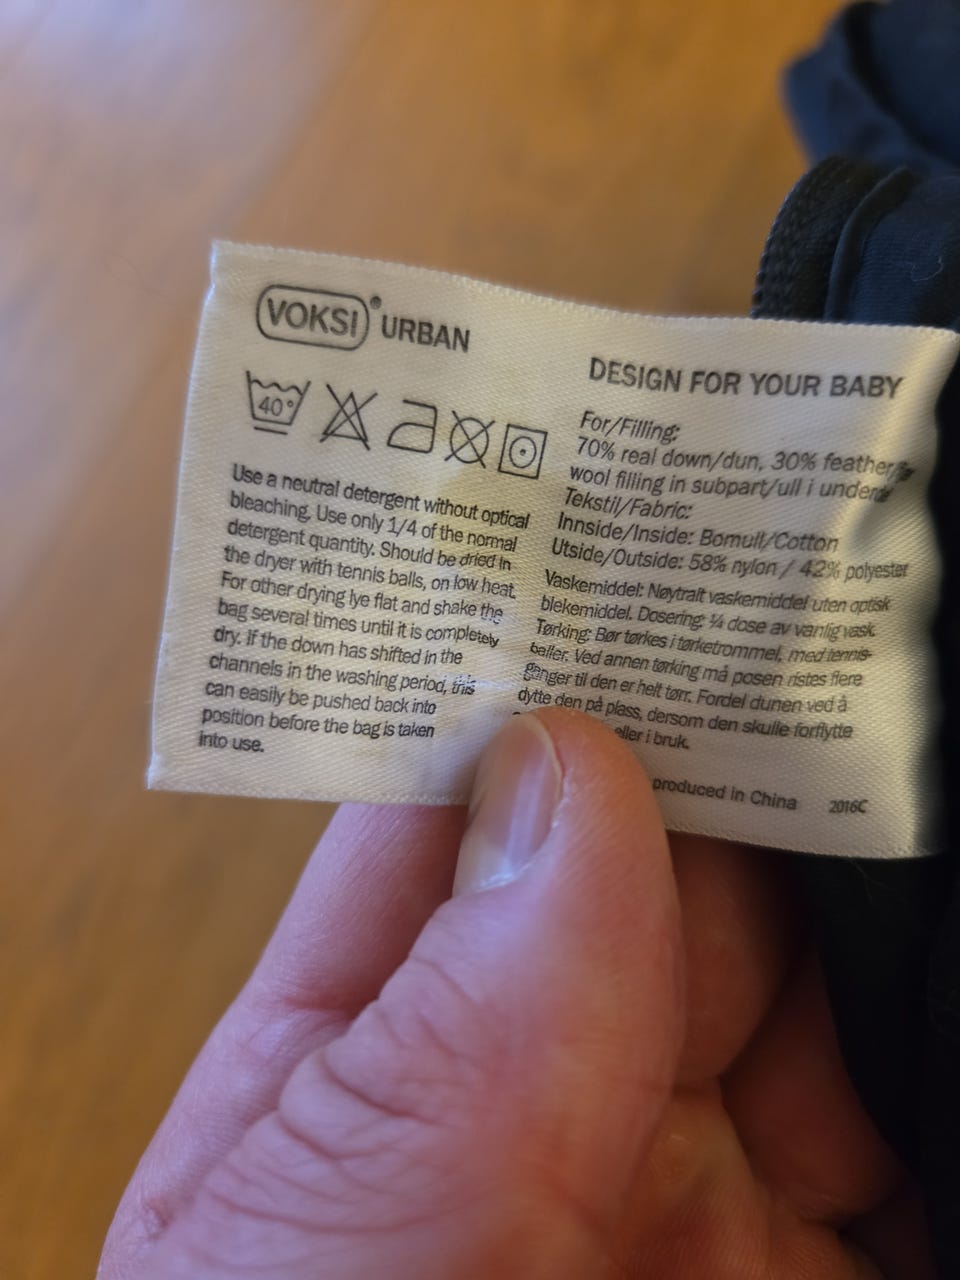 VOKSI® URBAN
40°
Use a neutral detergent without optical
bleaching. Use only 1/4 of the normal
detergent quantity. Should be dried in
the dryer with tennis balls, on low heat.
For other drying lye flat and shake the
bag several times until it is completely
dry. If the down has shifted in the
channels in the washing period, this
can easily be pushed back into
position before the bag is taken
into use.
DESIGN FOR YOUR BABY
For/Filling:
70% real down/dun, 30% feather/
wool filling in subpart/ull i
Tekstil/Fabric:
Innside/Inside: Bomull/Cotton
Utside/Outside: 58% nylon / 42% polyester
Vaskemiddel: Nøytralt vaskemiddel uten optisk
blekemiddel. Dosering: ¼ dose av vanlig vask.
Tørking: Bør tørkes i tørketrommel, med tennis-
baller. Ved annen tørking må posen ristes flere
ganger til den er helt tørr. Fordel dunen ved å
dytte den på plass, dersom den skulle forflytte
eller i bruk.
produced in China 2016C